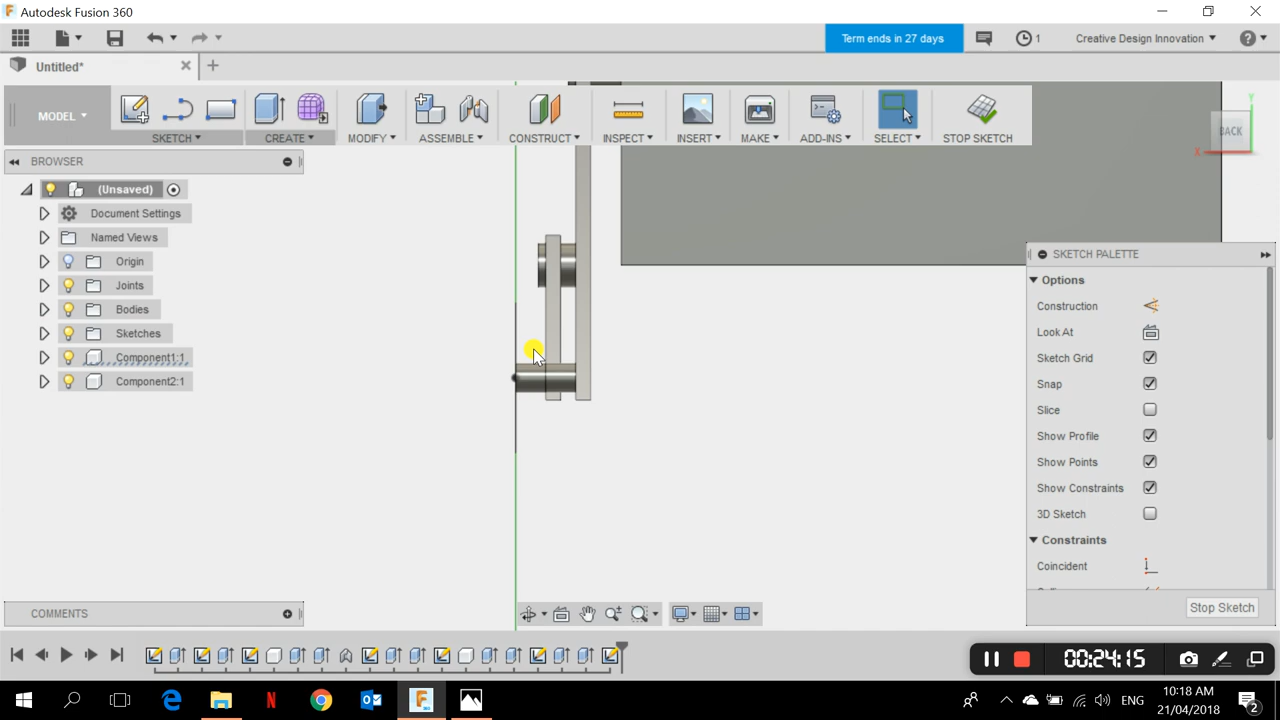 Autodesk Fusion 360
Term ends in 27 days
1
Creative Design Innovation
Untitled*
MODEL
SKETCH
CREATE
MODIFY
ASSEMBLE
CONSTRUCT
INSPECT
INSERT
MAKE
ADD-INS
SELECT
STOP SKETCH
Y
BACK
X
BROWSER
(Unsaved)
Document Settings
Named Views
Origin
Joints
Bodies
Sketches
Component1:1
Component2:1
SKETCH PALETTE
Options
Construction
Look At
Sketch Grid
Snap
Slice
Show Profile
Show Points
Show Constraints
3D Sketch
Constraints
Coincident
Stop Sketch
COMMENTS
00:24:15
ENG
10:18 AM
21/04/2018
2